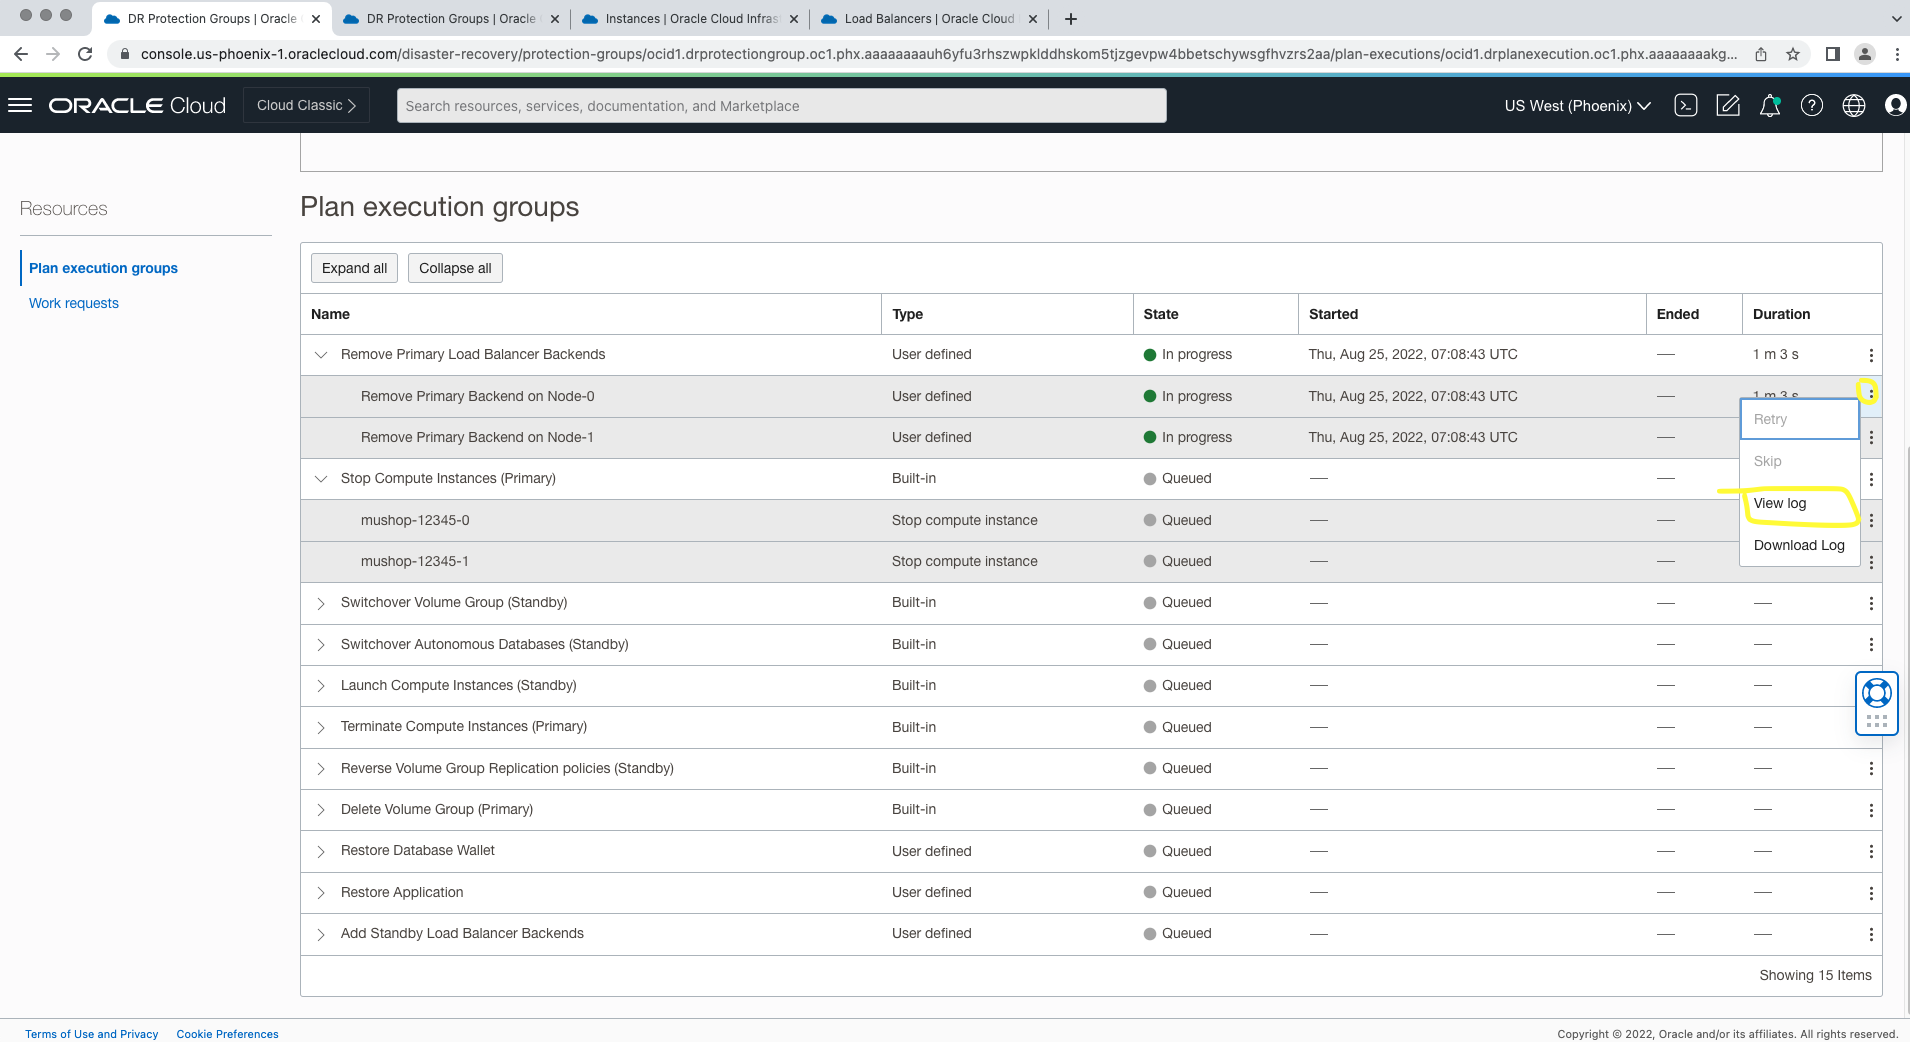 DR Protection Groups | Oracle
DR Protection Groups | Oracle
Instances | Oracle Cloud Infras
Load Balancers | Oracle Cloud
console.us-phoenix-1.oraclecloud.com/disaster-recovery/protection-groups/ocid1.drprotectiongroup.oc1.phx.aaaaaaaauh6yfu3rhszwpklddhskom5tjzgevpw4bbetschywsgfhvzrs2aa/plan-executions/ocid1.drplanexecution.oc1.phx.aaaaaaaakg...
ORACLE Cloud
Cloud Classic
Search resources, services, documentation, and Marketplace
US West (Phoenix)
Resources
Plan execution groups
Work requests
Plan execution groups
Expand all Collapse all
Name Type State Started Ended Duration
Remove Primary Load Balancer Backends User defined In progress Thu, Aug 25, 2022, 07:08:43 UTC — 1 m 3 s
Remove Primary Backend on Node-0 User defined In progress Thu, Aug 25, 2022, 07:08:43 UTC — 1 m 3 s
Remove Primary Backend on Node-1 User defined In progress Thu, Aug 25, 2022, 07:08:43 UTC —
Stop Compute Instances (Primary) Built-in Queued — —
mushop-12345-0 Stop compute instance Queued — —
mushop-12345-1 Stop compute instance Queued — —
Retry
Skip
View log
Download Log
Switchover Volume Group (Standby) Built-in Queued — — —
Switchover Autonomous Databases (Standby) Built-in Queued — — —
Launch Compute Instances (Standby) Built-in Queued — — —
Terminate Compute Instances (Primary) Built-in Queued — — —
Reverse Volume Group Replication policies (Standby) Built-in Queued — — —
Delete Volume Group (Primary) Built-in Queued — — —
Restore Database Wallet User defined Queued — — —
Restore Application User defined Queued — — —
Add Standby Load Balancer Backends User defined Queued — — —
Showing 15 Items
Terms of Use and Privacy Cookie Preferences
Copyright © 2022, Oracle and/or its affiliates. All rights reserved.